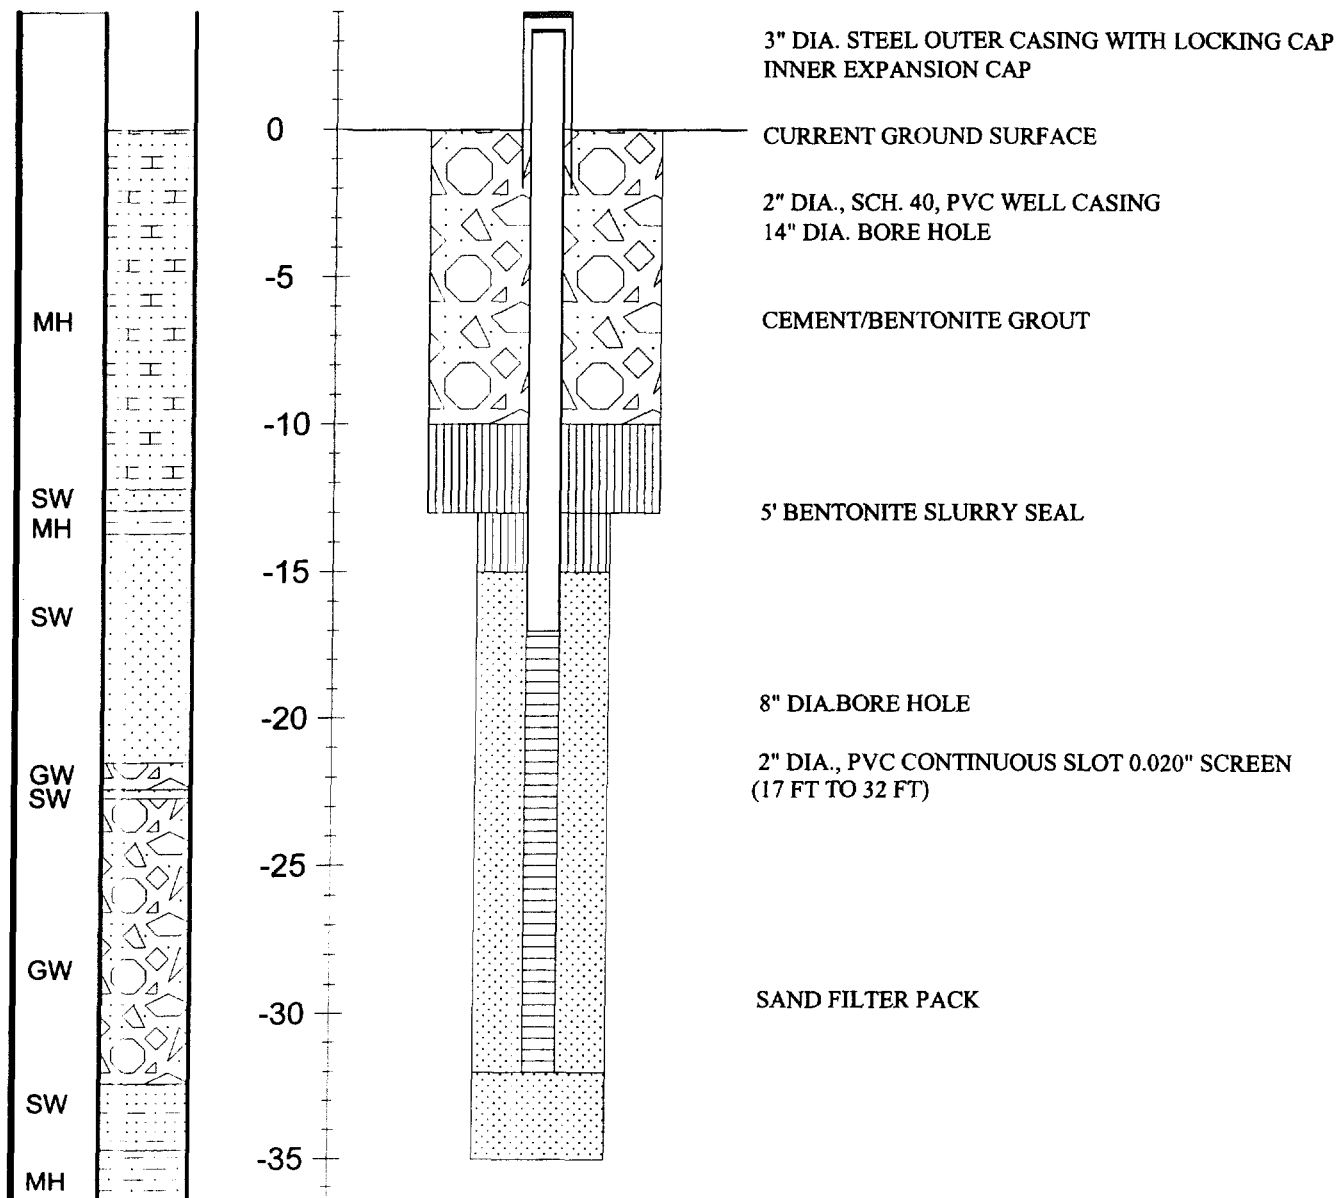 3" DIA. STEEL OUTER CASING WITH LOCKING CAP
INNER EXPANSION CAP
0
CURRENT GROUND SURFACE
2" DIA., SCH. 40, PVC WELL CASING
14" DIA. BORE HOLE
-5
MH
CEMENT/BENTONITE GROUT
-10
SW
5' BENTONITE SLURRY SEAL
MH
-15
SW
8" DIA.BORE HOLE
-20
2" DIA., PVC CONTINUOUS SLOT 0.020" SCREEN
GW
(17 FT TO 32 FT)
SW
-25
GW
SAND FILTER PACK
-30
SW
-35
MH